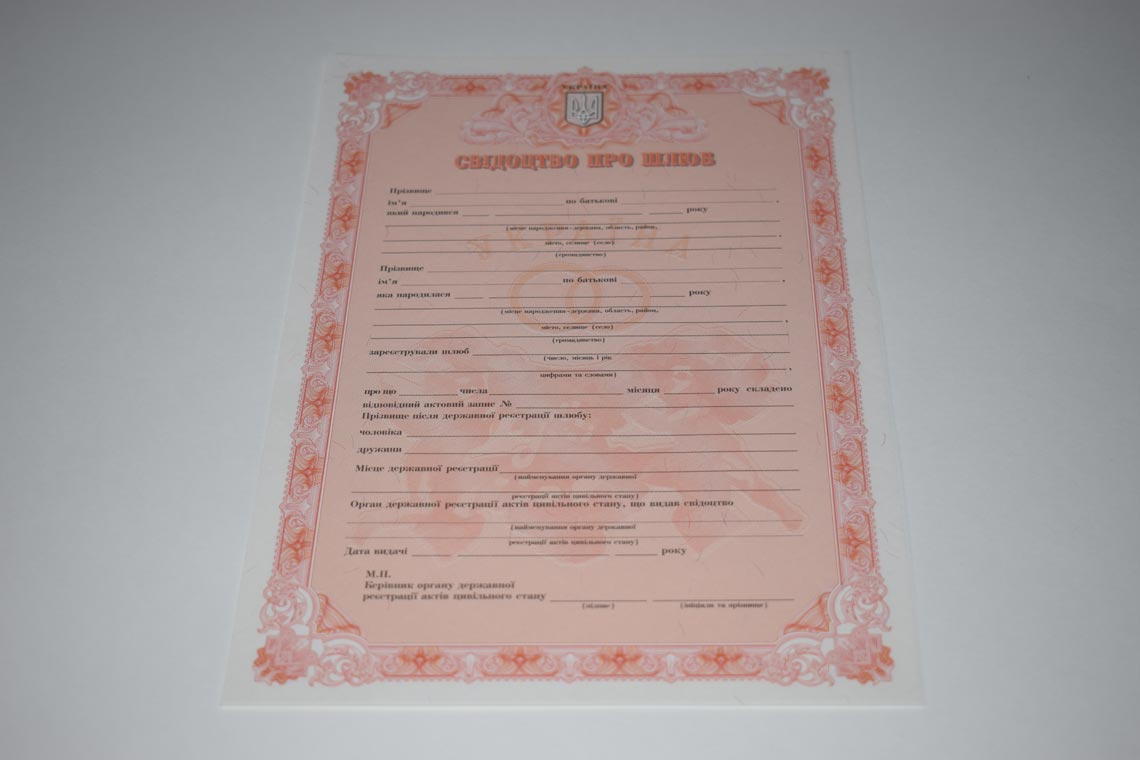 УКРАЇНА
СВІДОЦТВО ПРО ШЛЮБ
Прізвище
ім'я по батькові ,
який народився року
(місце народження-держава, область, район,
,
місто, селище (село)
(громадянство)
УКРАЇНА
Прізвище
ім'я по батькові ,
яка народилася року
(місце народження-держава, область, район,
,
місто, селище (село)
(громадянство)
зареєстрували шлюб
(число, місяць і рік
,
цифрами та словами)
про що числа місяця року складено
відповідний актовий запис №
Прізвище після державної реєстрації шлюбу:
чоловіка
дружини
Місце державної реєстрації
(найменування органу державної
реєстрації актів цивільного стану)
Орган державної реєстрації актів цивільного стану, що видав свідоцтво
(найменування органу державної
реєстрації актів цивільного стану)
Дата видачі року
М.П.
Керівник органу державної
реєстрації актів цивільного стану
(підпис) (ініціали та прізвище)